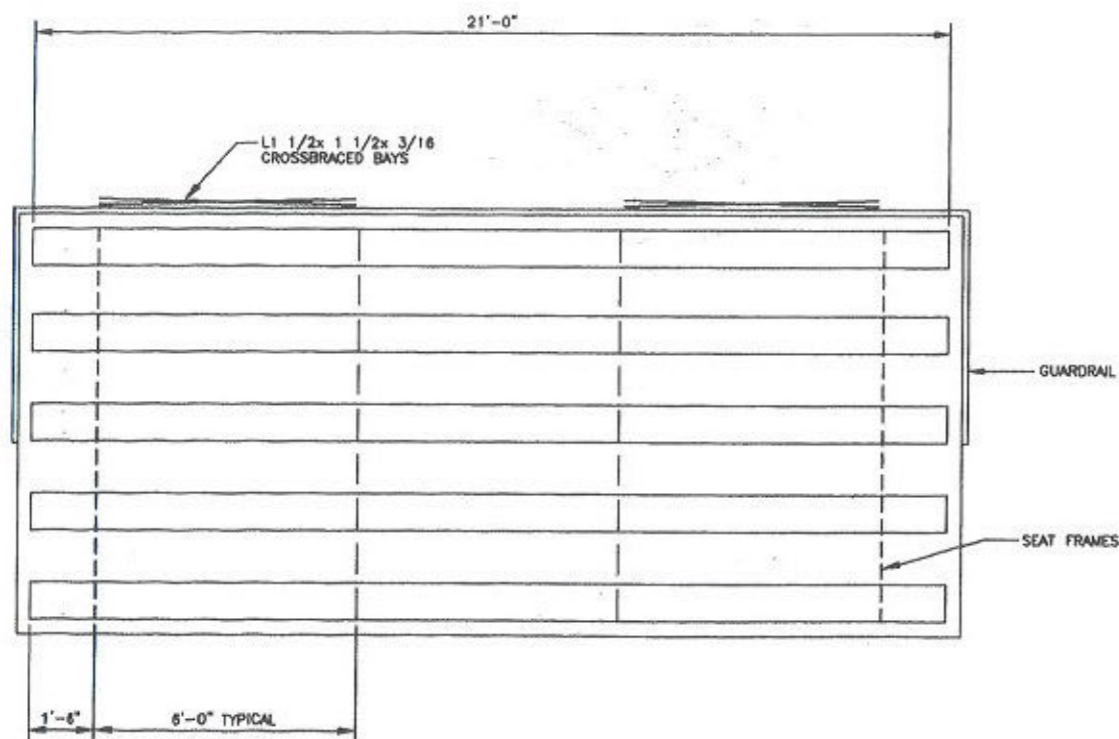 21'-0"
L1 1/2x 1 1/2x 3/16
CROSSBRACED BAYS
GUARDRAIL
SEAT FRAMES
1'-6"
6'-0" TYPICAL